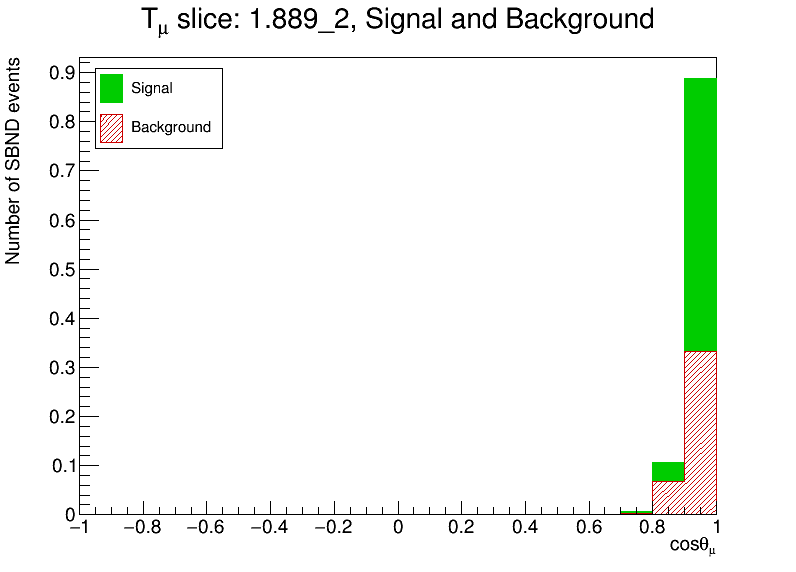 Tμ slice: 1.889_2, Signal and Background
Number of SBND events
Signal
Background
0.9
0.8
0.7
0.6
0.5
0.4
0.3
0.2
0.1
0
−1 −0.8 −0.6 −0.4 −0.2 0 0.2 0.4 0.6 0.8 1
cosθμ